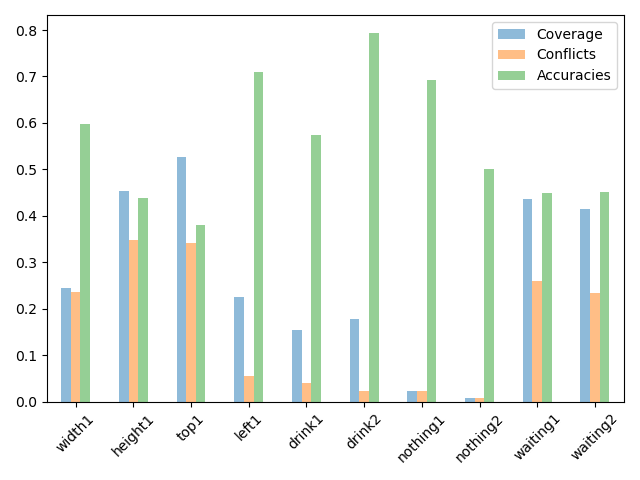 0.8
0.7
0.6
0.5
0.4
0.3
0.2
0.1
0.0
Coverage
Conflicts
Accuracies
width1
height1
top1
left1
drink1
drink2
nothing1
nothing2
waiting1
waiting2